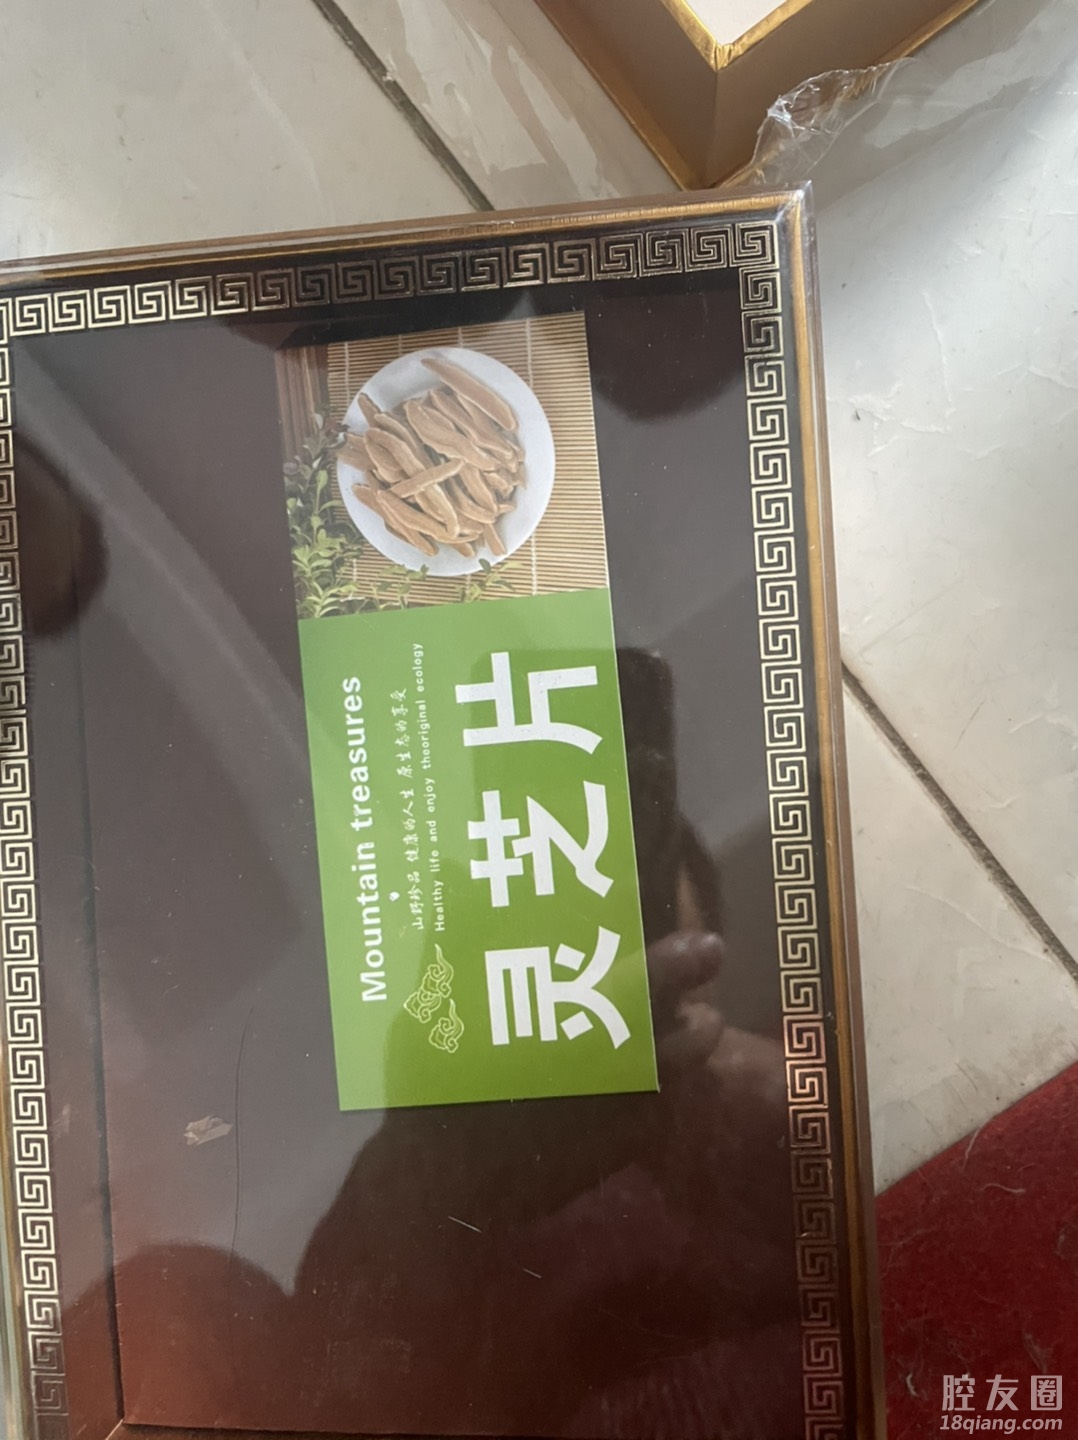 Mountain treasures
山野珍品 健康的人生 原生态的享受
Healthy life and enjoy theoriginal ecology
灵芝片
腔友圈
18qiang.com